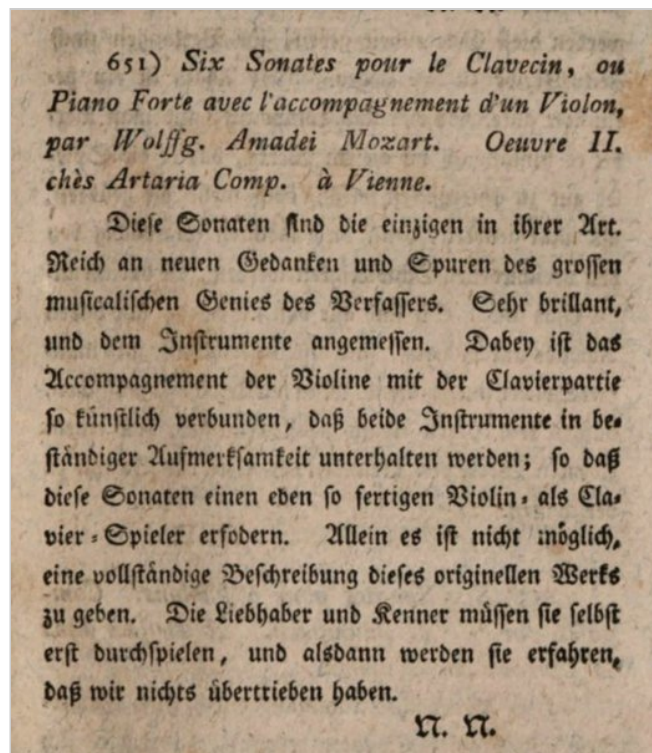 651) Six Sonates pour le Clavecin, ou
Piano Forte avec l'accompagnement d'un Violon,
par Wolffg. Amadei Mozart. Oeuvre II.
chès Artaria Comp. à Vienne.
Diese Sonaten sind die einzigen in ihrer Art.
Reich an neuen Gedanken und Spuren des grossen
musicalischen Genies des Verfassers. Sehr brillant,
und dem Instrumente angemessen. Dabey ist das
Accompagnement der Violine mit der Clavierpartie
so künstlich verbunden, daß beide Instrumente in be-
ständiger Aufmerksamkeit unterhalten werden; so daß
diese Sonaten einen eben so fertigen Violin- als Cla-
vier-Spieler erfodern. Allein es ist nicht möglich,
eine vollständige Beschreibung dieses originellen Werks
zu geben. Die Liebhaber und Kenner müssen sie selbst
erst durchspielen, und alsdann werden sie erfahren,
daß wir nichts übertrieben haben.
N. N.